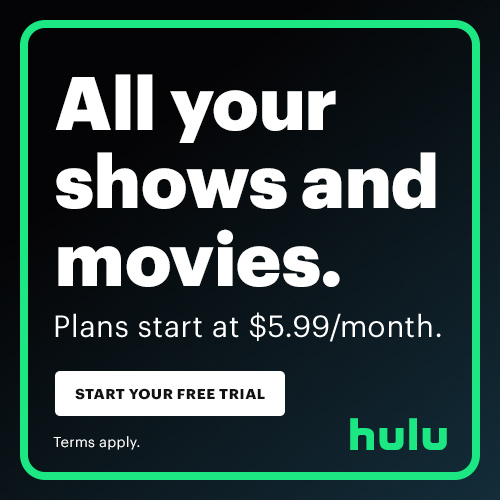 All your
shows and
movies.
Plans start at $5.99/month.
START YOUR FREE TRIAL
Terms apply.
hulu